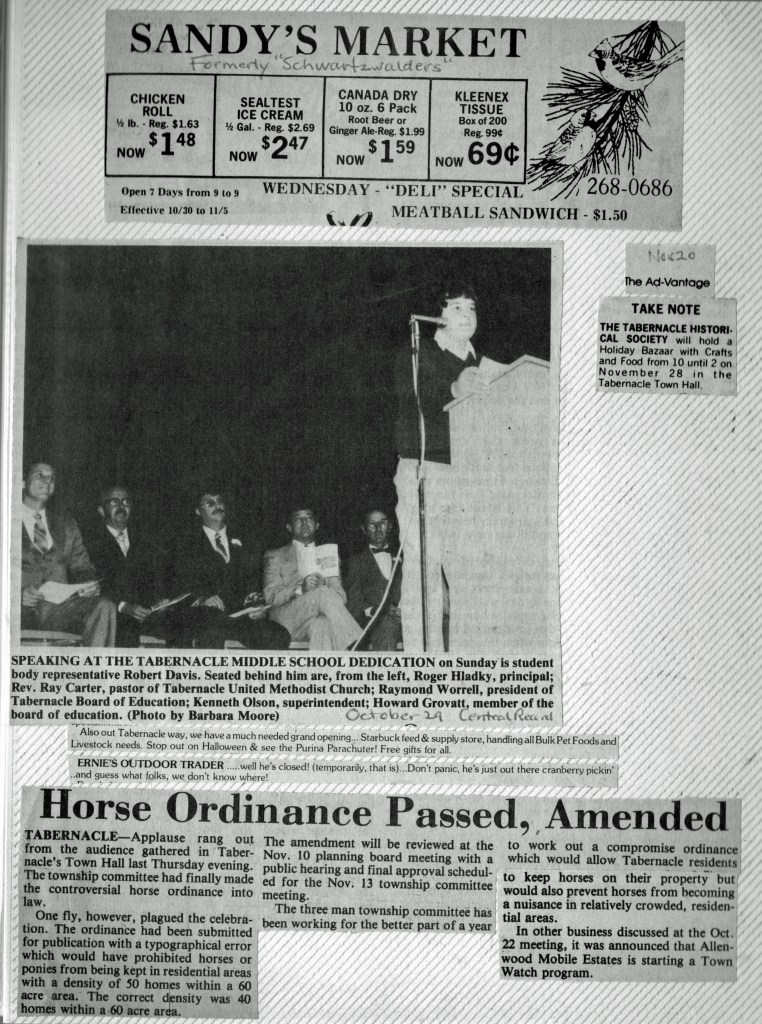 SANDY'S MARKET
Formerly "Schwartzwalders"
CHICKEN
ROLL
½ lb. - Reg. $1.63
NOW $1 48
SEALTEST
ICE CREAM
½ Gal. - Reg. $2.69
NOW $2 47
CANADA DRY
10 oz. 6 Pack
Root Beer or
Ginger Ale-Reg. $1.99
NOW $1 59
KLEENEX
TISSUE
Box of 200
Reg. 99¢
NOW 69¢
Open 7 Days from 9 to 9
Effective 10/30 to 11/5
WEDNESDAY - "DELI" SPECIAL
268-0686
MEATBALL SANDWICH - $1.50
Nov 20
The Ad-Vantage
TAKE NOTE
THE TABERNACLE HISTORI-
CAL SOCIETY will hold a
Holiday Bazaar with Crafts
and Food from 10 until 2 on
November 28 in the
Tabernacle Town Hall.
SPEAKING AT THE TABERNACLE MIDDLE SCHOOL DEDICATION on Sunday is student
body representative Robert Davis. Seated behind him are, from the left, Roger Hladky, principal;
Rev. Ray Carter, pastor of Tabernacle United Methodist Church; Raymond Worrell, president of
Tabernacle Board of Education; Kenneth Olson, superintendent; Howard Grovatt, member of the
board of education. (Photo by Barbara Moore)
October 29 Central Record
Also out Tabernacle way, we have a much needed grand opening... Starbuck feed & supply store, handling all Bulk Pet Foods and
Livestock needs. Stop out on Halloween & see the Purina Parachuter! Free gifts for all.
ERNIE'S OUTDOOR TRADER .....well he's closed! (temporarily, that is)...Don't panic, he's just out there cranberry pickin'
..and guess what folks, we don't know where!
Horse Ordinance Passed, Amended
TABERNACLE—Applause rang out
from the audience gathered in Taber-
nacle's Town Hall last Thursday evening.
The township committee had finally made
the controversial horse ordinance into
law.
One fly, however, plagued the celebra-
tion. The ordinance had been submitted
for publication with a typographical error
which would have prohibited horses or
ponies from being kept in residential areas
with a density of 50 homes within a 60
acre area. The correct density was 40
homes within a 60 acre area.
The amendment will be reviewed at the
Nov. 10 planning board meeting with a
public hearing and final approval schedul-
ed for the Nov. 13 township committee
meeting.
The three man township committee has
been working for the better part of a year
to work out a compromise ordinance
which would allow Tabernacle residents
to keep horses on their property but
would also prevent horses from becoming
a nuisance in relatively crowded, residen-
tial areas.
In other business discussed at the Oct.
22 meeting, it was announced that Allen-
wood Mobile Estates is starting a Town
Watch program.